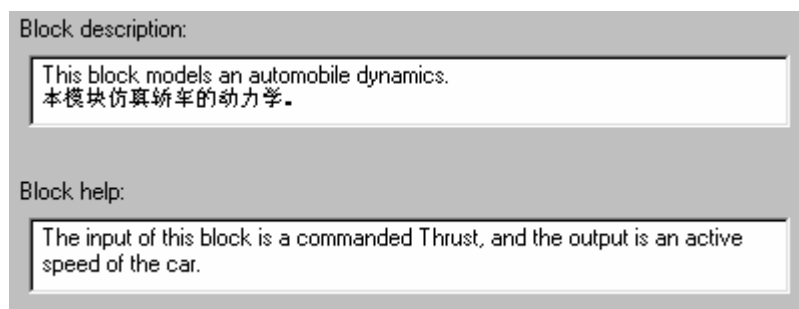 Block description:
This block models an automobile dynamics.
本模块仿真轿车的动力学。
Block help:
The input of this block is a commanded Thrust, and the output is an active
speed of the car.